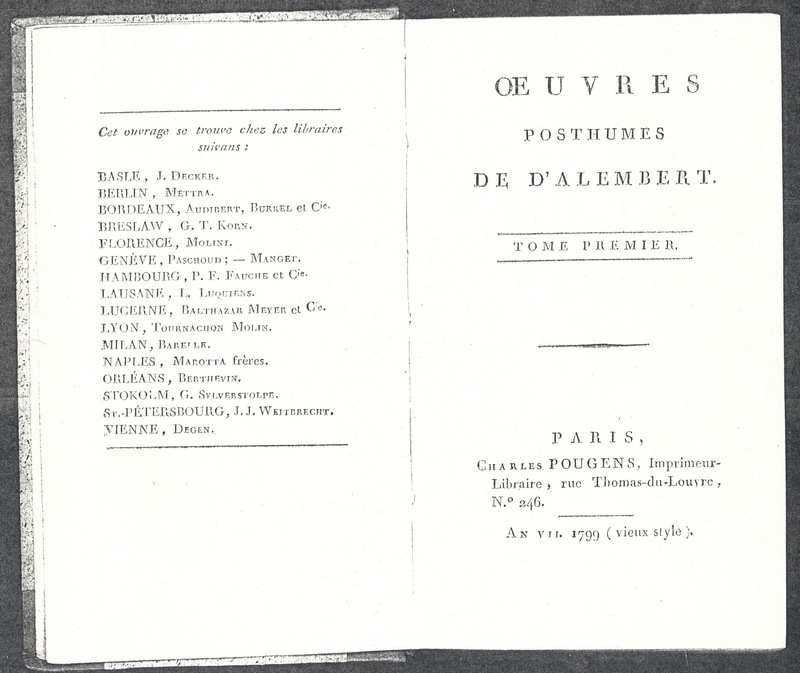 Cet ouvrage se trouve chez les libraires
suivans :
BASLE, J. DECKER.
BERLIN, METTRA.
BORDEAUX, AUDIBERT, BURKEL et Cie.
BRESLAW, G. T. KORN.
FLORENCE, MOLINI.
GENÈVE, PASCHOUD; — MANGET.
HAMBOURG, P. F. FAUCHE et Cie.
LAUSANE, L. LUQUIENS.
LUCERNE, BALTHAZAR MEYER et Cie.
LYON, TOURNACHON MOLIN.
MILAN, BARELLE.
NAPLES, MAROTTA frères.
ORLÉANS, BERTHEVIN.
STOKOLM, G. SYLVERSTOLPE.
St.-PÉTERSBOURG, J. J. WEITBRECHT.
VIENNE, DEGEN.
ŒUVRES
POSTHUMES
DE D'ALEMBERT.
TOME PREMIER.
PARIS,
CHARLES POUGENS, Imprimeur-
Libraire, rue Thomas-du-Louvre,
N.º 246.
AN VII. 1799 ( vieux style ).